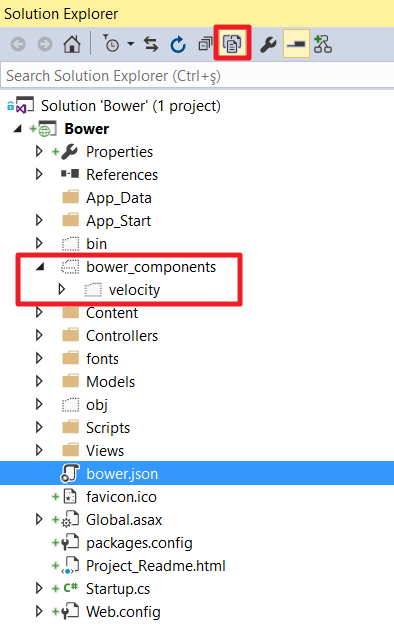 Solution Explorer
Search Solution Explorer (Ctrl+ş)
Solution 'Bower' (1 project)
Bower
Properties
References
App_Data
App_Start
bin
bower_components
velocity
Content
Controllers
fonts
Models
obj
Scripts
Views
bower.json
favicon.ico
Global.asax
packages.config
Project_Readme.html
C# Startup.cs
Web.config